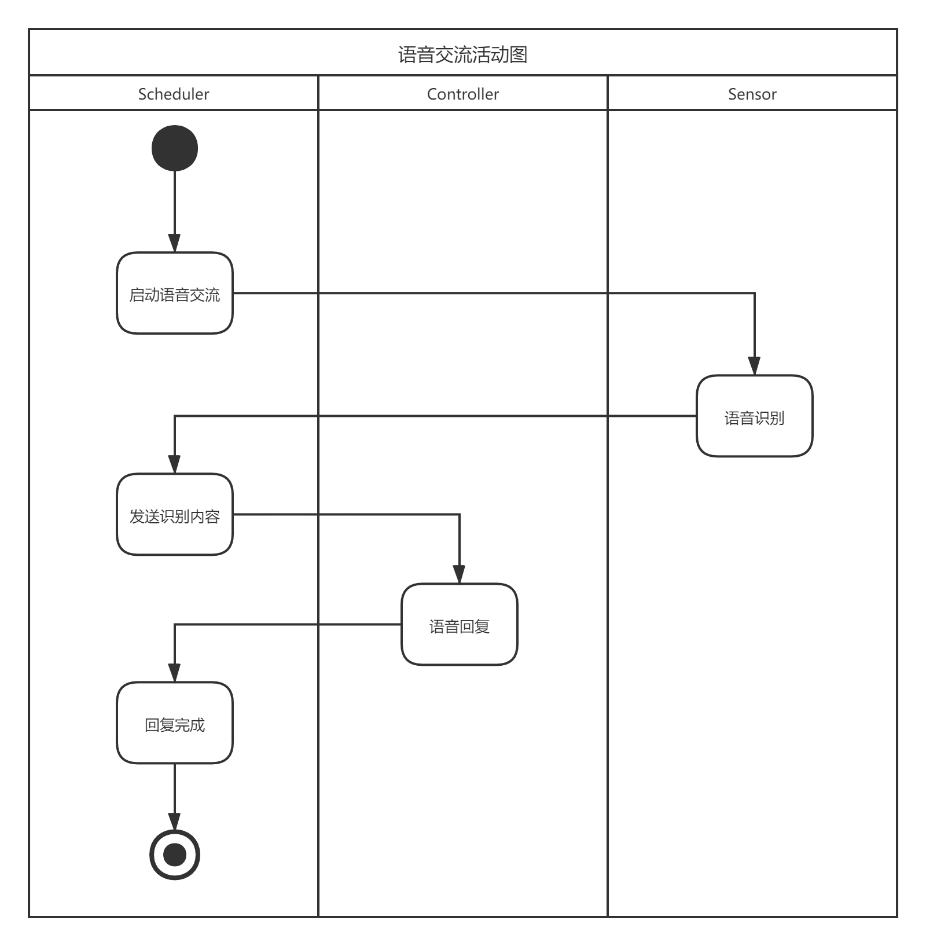 语音交流活动图
Scheduler
Controller
Sensor
启动语音交流
语音识别
发送识别内容
语音回复
回复完成